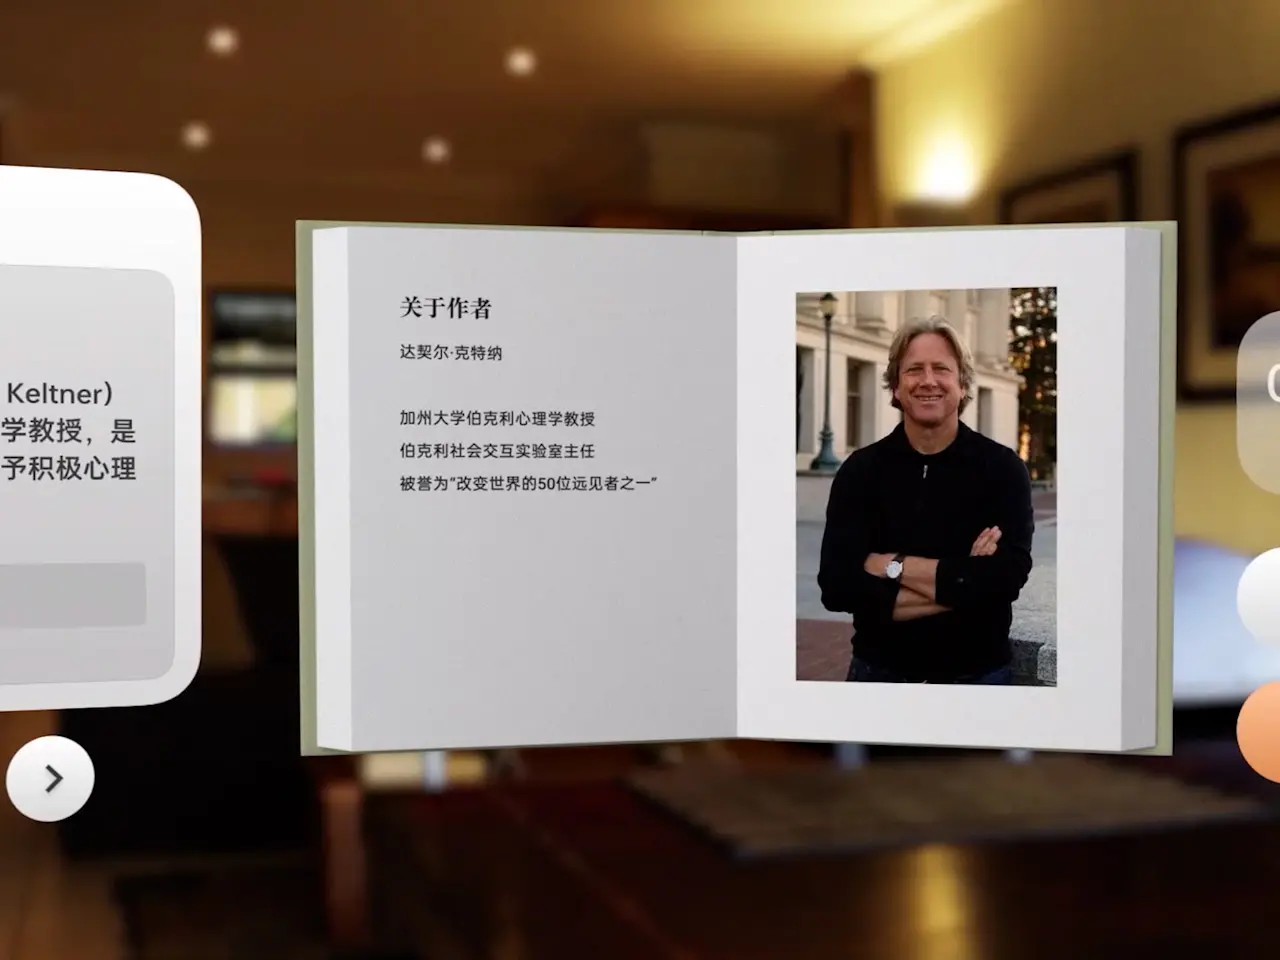 Keltner)
学教授，是
予积极心理
关于作者
达契尔·克特纳
加州大学伯克利心理学教授
伯克利社会交互实验室主任
被誉为“改变世界的50位远见者之一”